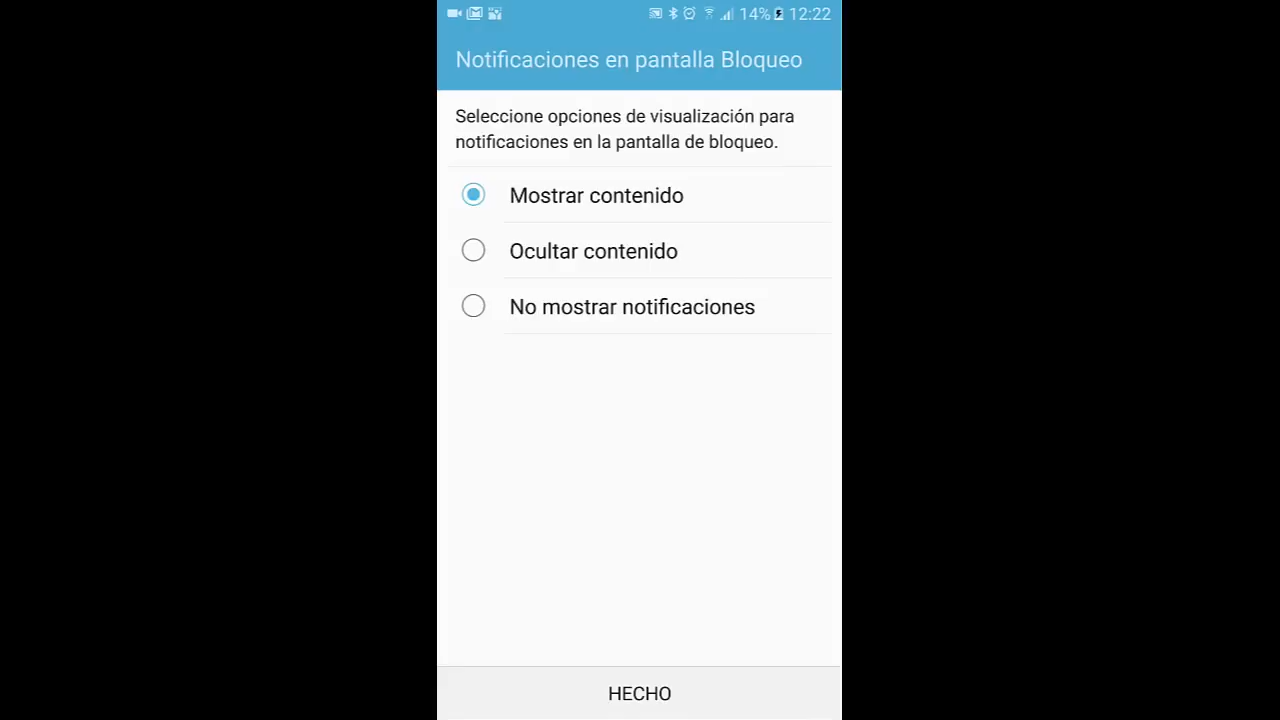 14% 12:22
Notificaciones en pantalla Bloqueo
Seleccione opciones de visualización para
notificaciones en la pantalla de bloqueo.
Mostrar contenido
Ocultar contenido
No mostrar notificaciones
HECHO